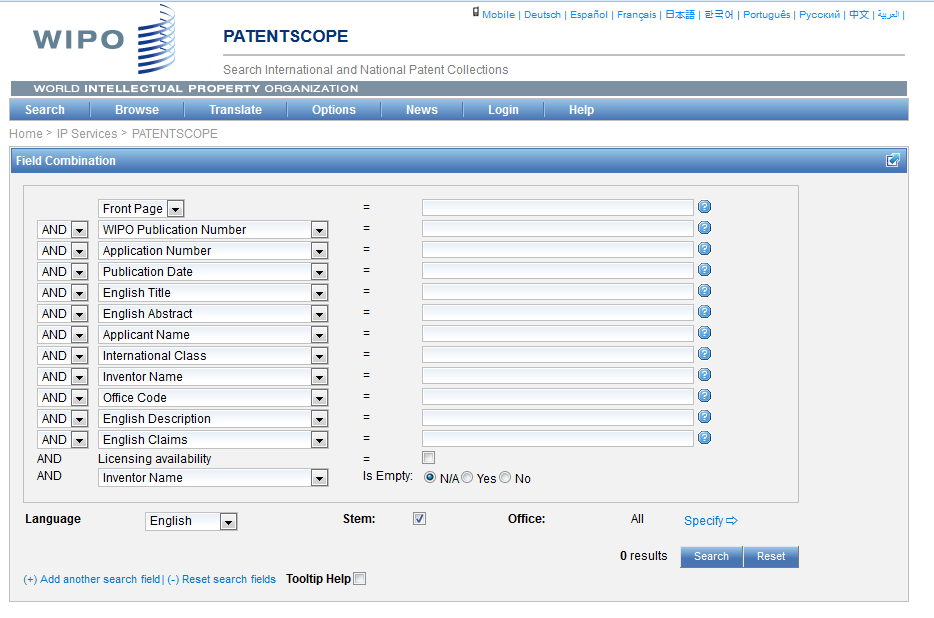 Mobile | Deutsch | Español | Français | 日本語 | 한국어 | Português | Русский | 中文 | العربية |
WIPO
PATENTSCOPE
Search International and National Patent Collections
WORLD INTELLECTUAL PROPERTY ORGANIZATION
Search Browse Translate Options News Login Help
Home > IP Services > PATENTSCOPE
Field Combination
Front Page =
AND WIPO Publication Number =
AND Application Number =
AND Publication Date =
AND English Title =
AND English Abstract =
AND Applicant Name =
AND International Class =
AND Inventor Name =
AND Office Code =
AND English Description =
AND English Claims =
AND Licensing availability =
AND Inventor Name Is Empty: N/A Yes No
Language English Stem: Office: All Specify
0 results Search Reset
(+) Add another search field | (-) Reset search fields Tooltip Help